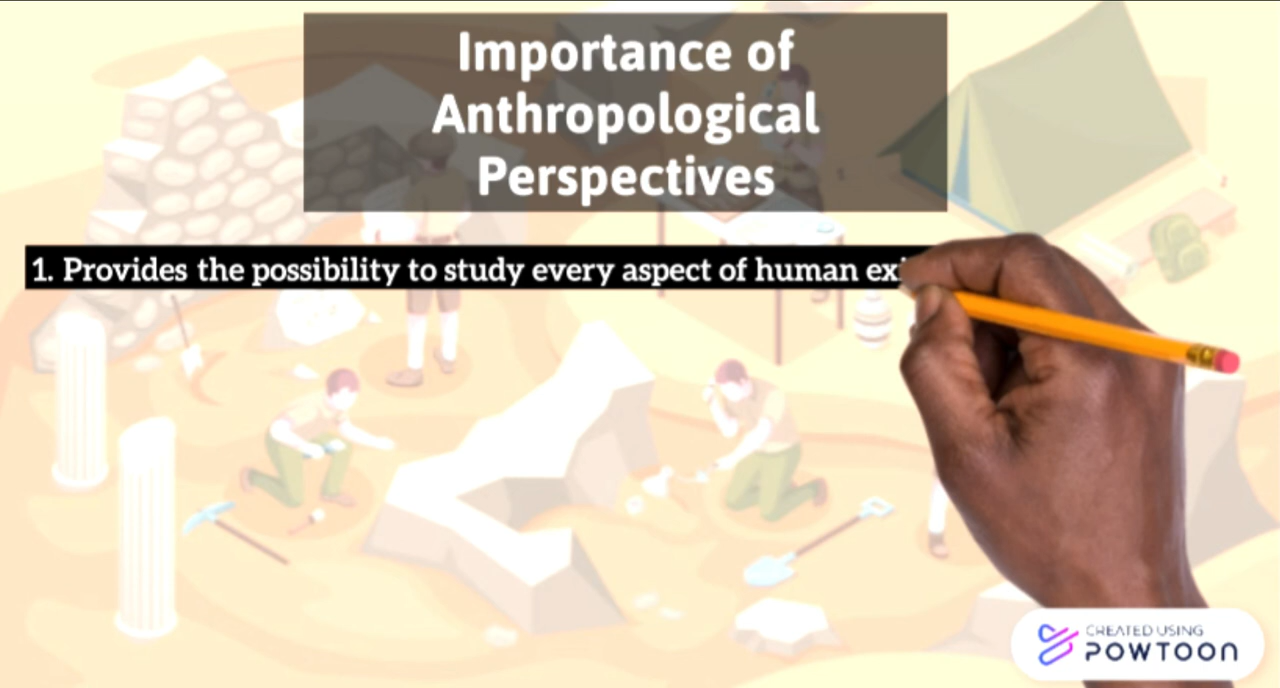 Importance of
Anthropological
Perspectives
1. Provides the possibility to study every aspect of human
CREATED USING
POWTOON